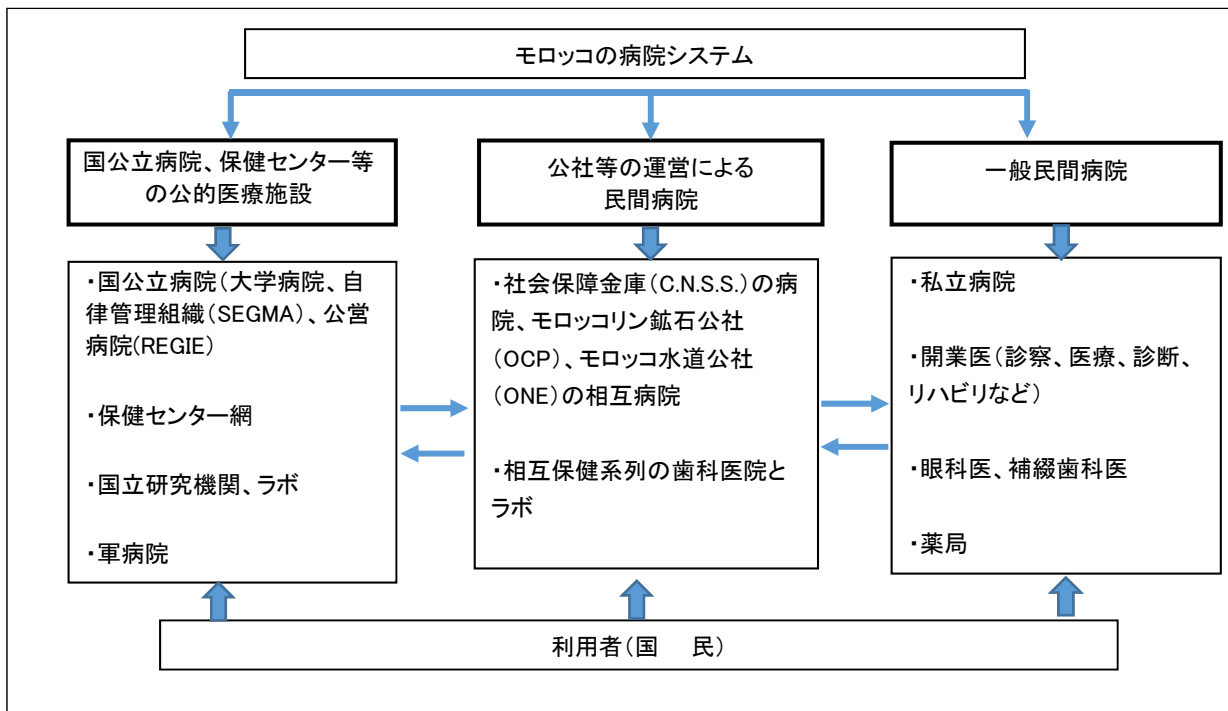 モロッコの病院システム
国公立病院、保健センター等
の公的医療施設
公社等の運営による
民間病院
一般民間病院
・国公立病院(大学病院、自
律管理組織(SEGMA)、公営
病院(REGIE)
・保健センター網
・国立研究機関、ラボ
・軍病院
・社会保障金庫(C.N.S.S.)の病
院、モロッコリン鉱石公社
(OCP)、モロッコ水道公社
(ONE)の相互病院
・相互保健系列の歯科医院と
ラボ
・私立病院
・開業医(診察、医療、診断、
リハビリなど)
・眼科医、補綴歯科医
・薬局
利用者(国　民)